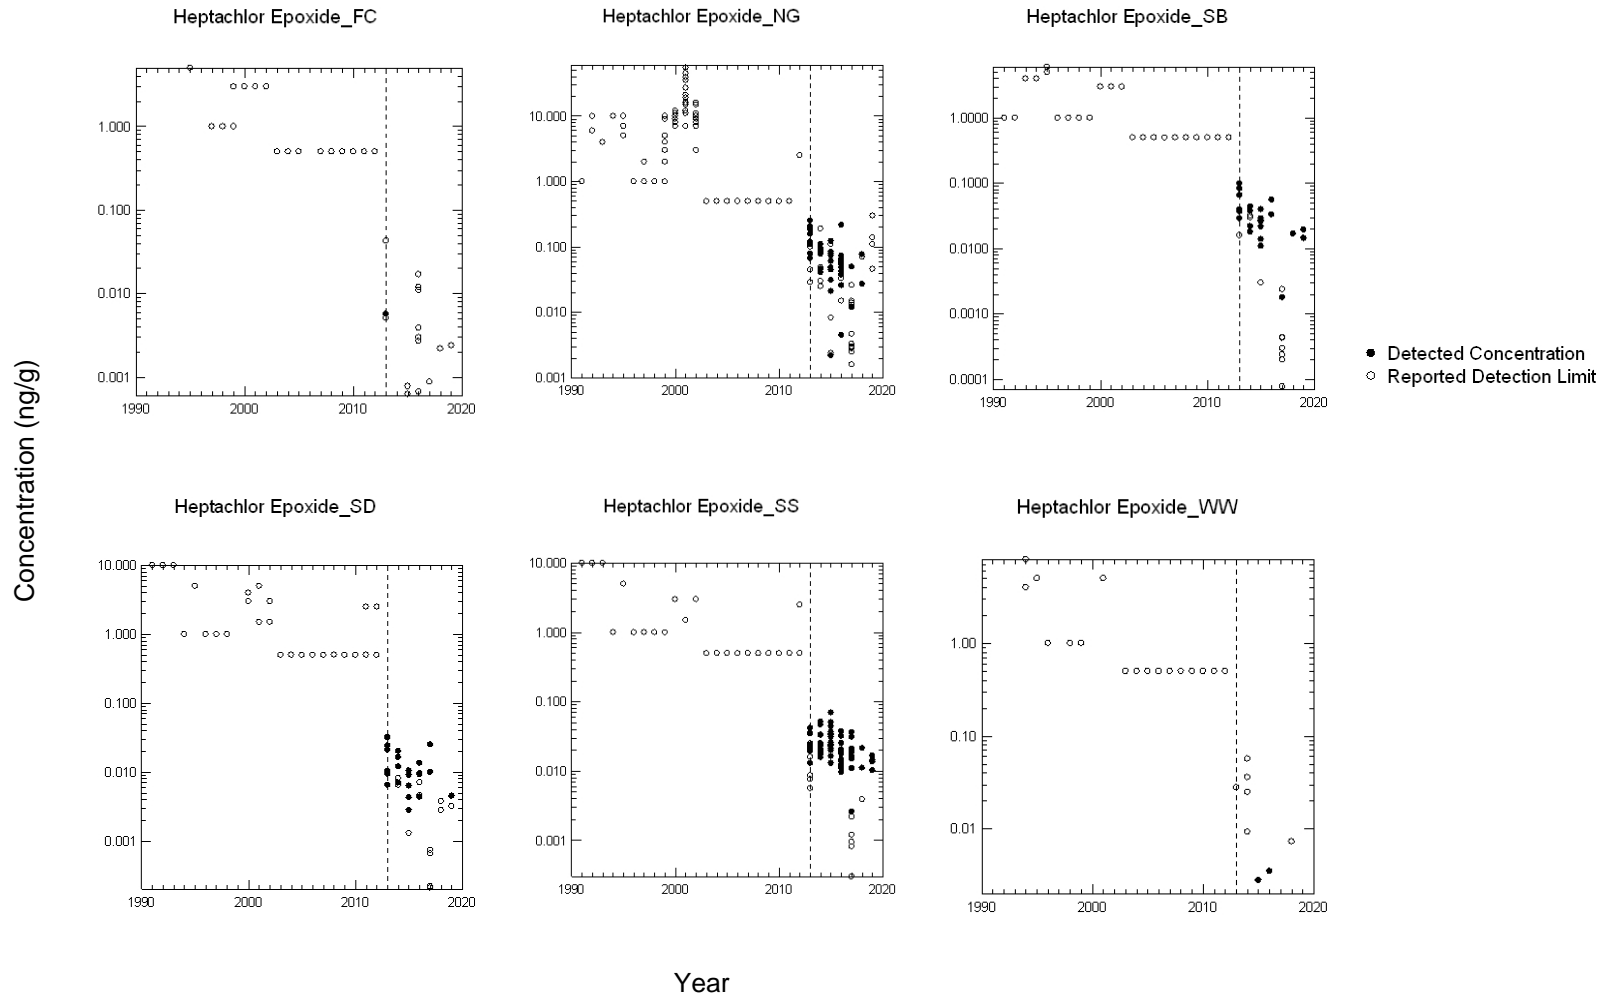 Heptachlor Epoxide_FC
Heptachlor Epoxide_NG
Heptachlor Epoxide_SB
1.000
0.100
0.010
0.001
1990 2000 2010 2020
10.000
1.000
0.100
0.010
0.001
1990 2000 2010 2020
1.0000
0.1000
0.0100
0.0010
0.0001
1990 2000 2010 2020
Detected Concentration
Reported Detection Limit
Concentration (ng/g)
Heptachlor Epoxide_SD
Heptachlor Epoxide_SS
Heptachlor Epoxide_WW
10.000
1.000
0.100
0.010
0.001
1990 2000 2010 2020
10.000
1.000
0.100
0.010
0.001
1990 2000 2010 2020
1.00
0.10
0.01
1990 2000 2010 2020
Year